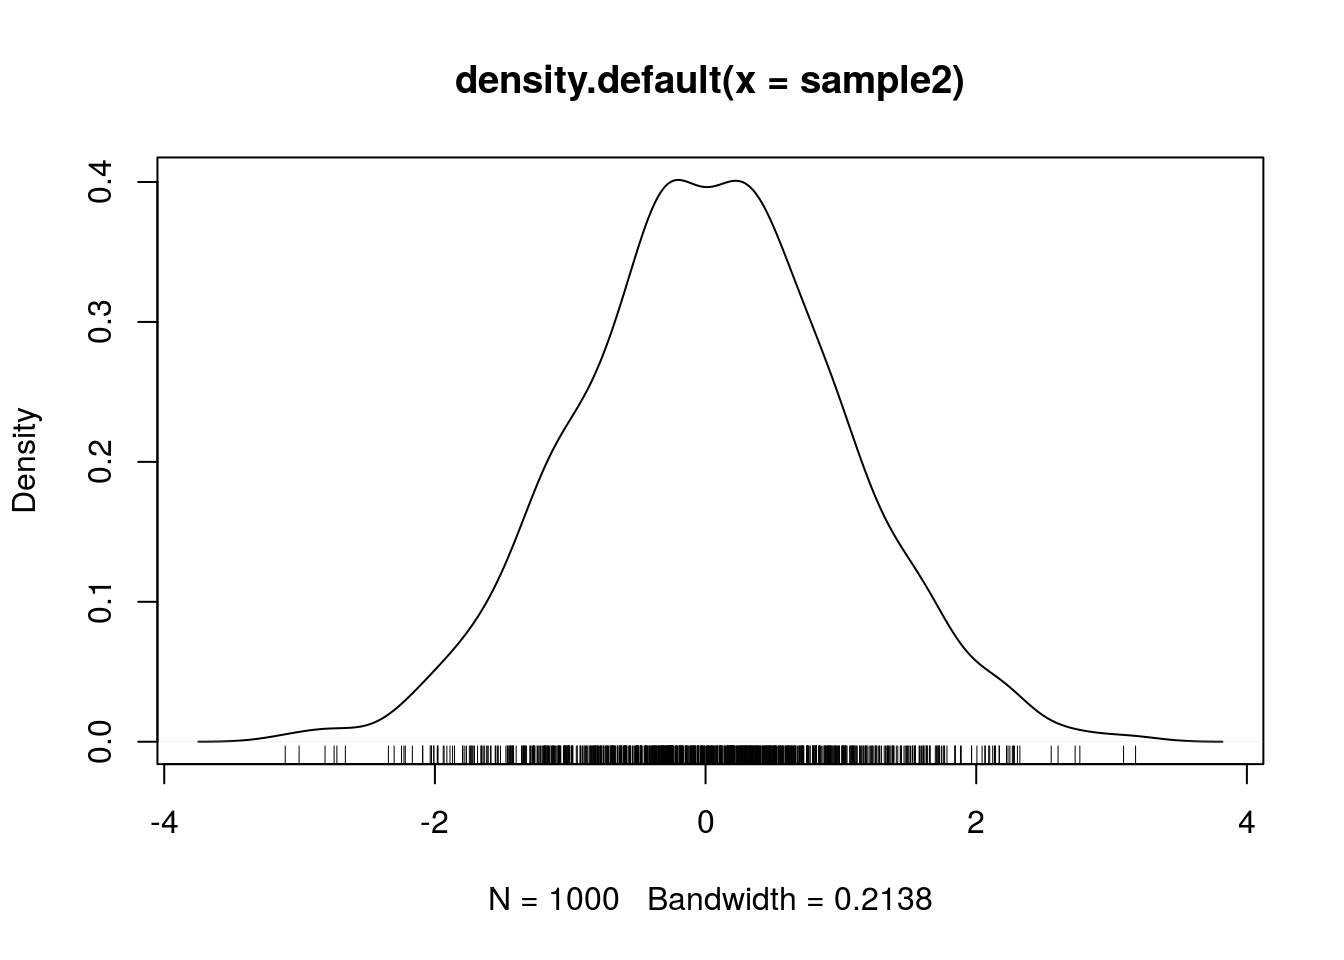 density.default(x = sample2)
Density
0.4
0.3
0.2
0.1
0.0
-4 -2 0 2 4
N = 1000 Bandwidth = 0.2138